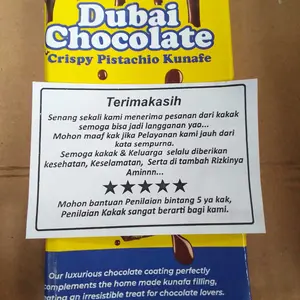 Dubai
Chocolate
Crispy Pistachio Kunafe
Terimakasih
Senang sekali kami menerima pesanan dari kakak
semoga bisa jadi langganan yao...
Mohon maaf kak jika Pelayanan kami jauh dari
kata sempurna.
Semoga kakak & Keluarga selalu diberikan
kesehatan, Keselamatan, Serta di tambah Rizkinya
Aminnn...
Mohon bantuan Penilaian bintang 5 ya kak,
Penilaian Kakak sangat berarti bagi kami.
Our luxurious chocolate coating perfectly
complements the home made kunafa filling,
an irresistible treat for chocolate lovers.